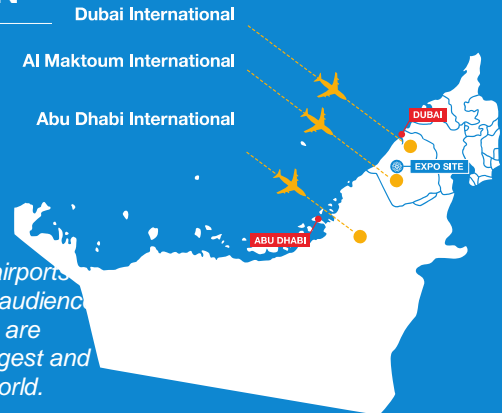 N
Dubai International
Al Maktoum International
Abu Dhabi International
DUBAI
EXPO SITE
ABU DHABI
airports
audience
are
gest and
orld.